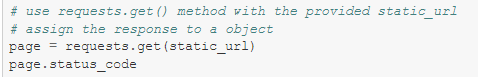 # use requests.get() method with the provided static_url
# assign the response to a object
page = requests.get(static_url)
page.status_code